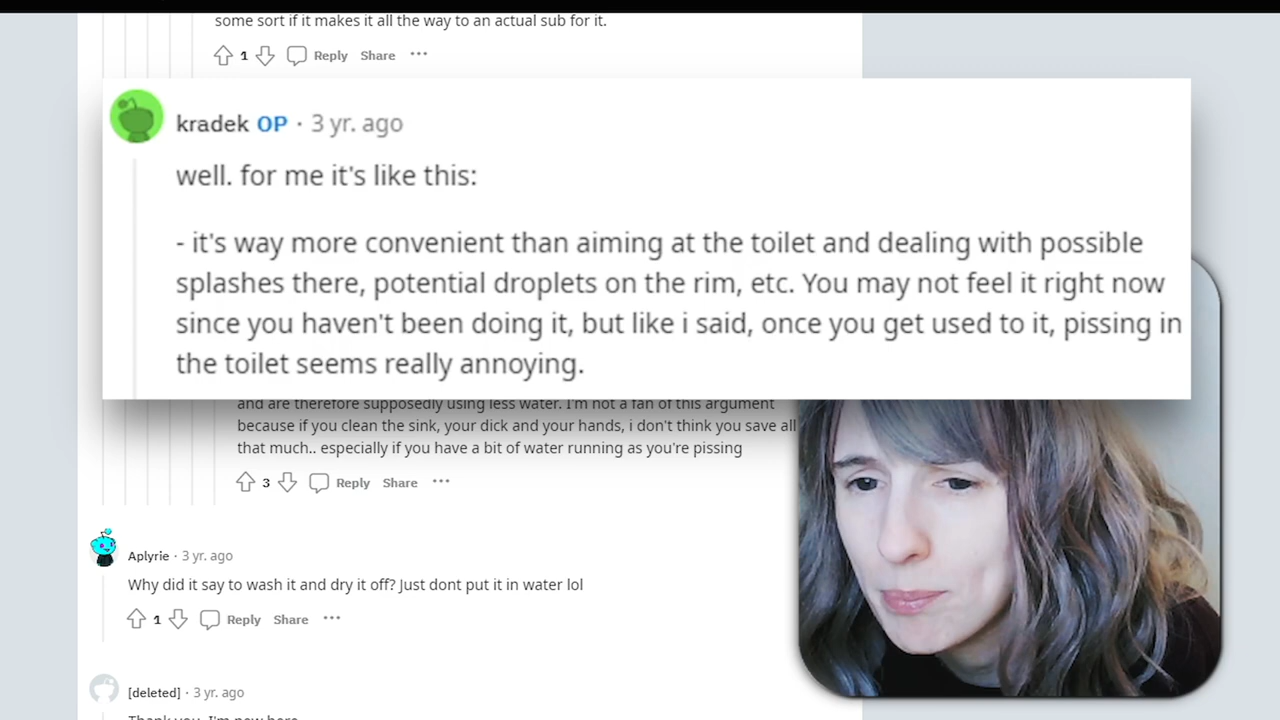 some sort if it makes it all the way to an actual sub for it.
1 Reply Share ···
kradek OP · 3 yr. ago
well. for me it's like this:
- it's way more convenient than aiming at the toilet and dealing with possible
splashes there, potential droplets on the rim, etc. You may not feel it right now
since you haven't been doing it, but like i said, once you get used to it, pissing in
the toilet seems really annoying.
and are therefore supposedly using less water. I'm not a fan of this argument
because if you clean the sink, your dick and your hands, i don't think you save all
that much.. especially if you have a bit of water running as you're pissing
3 Reply Share ···
Aplyrie · 3 yr. ago
Why did it say to wash it and dry it off? Just dont put it in water lol
1 Reply Share ···
[deleted] · 3 yr. ago
Thank you, I'm new here